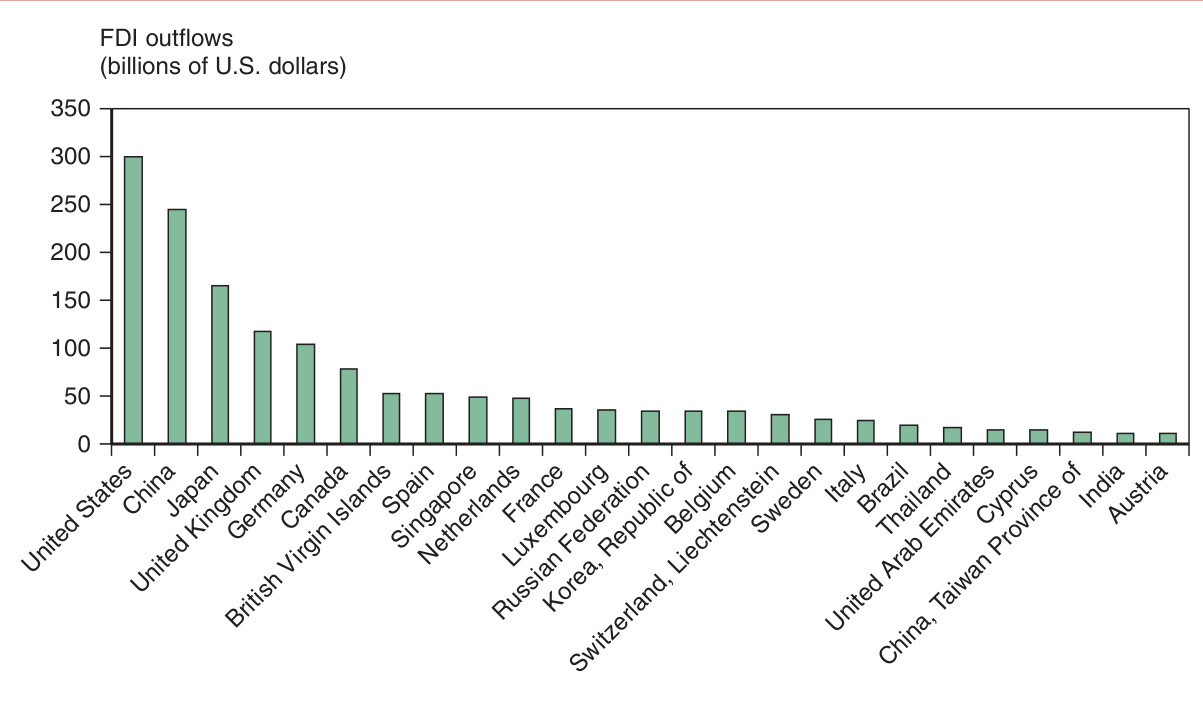 FDI outflows
(billions of U.S. dollars)
350
300
250
200
150
100
50
0
United States
China
Japan
United Kingdom
Germany
Canada
British Virgin Islands
Spain
Singapore
Netherlands
France
Luxembourg
Russian Federation
Korea, Republic of
Belgium
Switzerland, Liechtenstein
Sweden
Italy
Brazil
Thailand
United Arab Emirates
Cyprus
China, Taiwan Province of
India
Austria